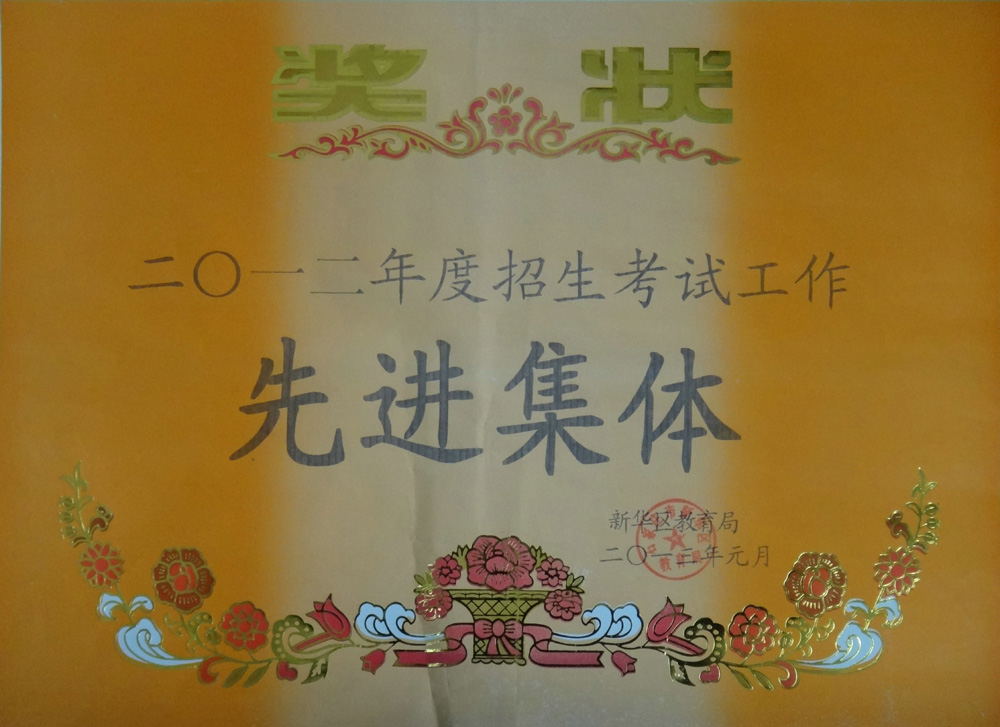 奖状
二〇一二年度招生考试工作
先进集体
新华区教育局
二〇一三年元月